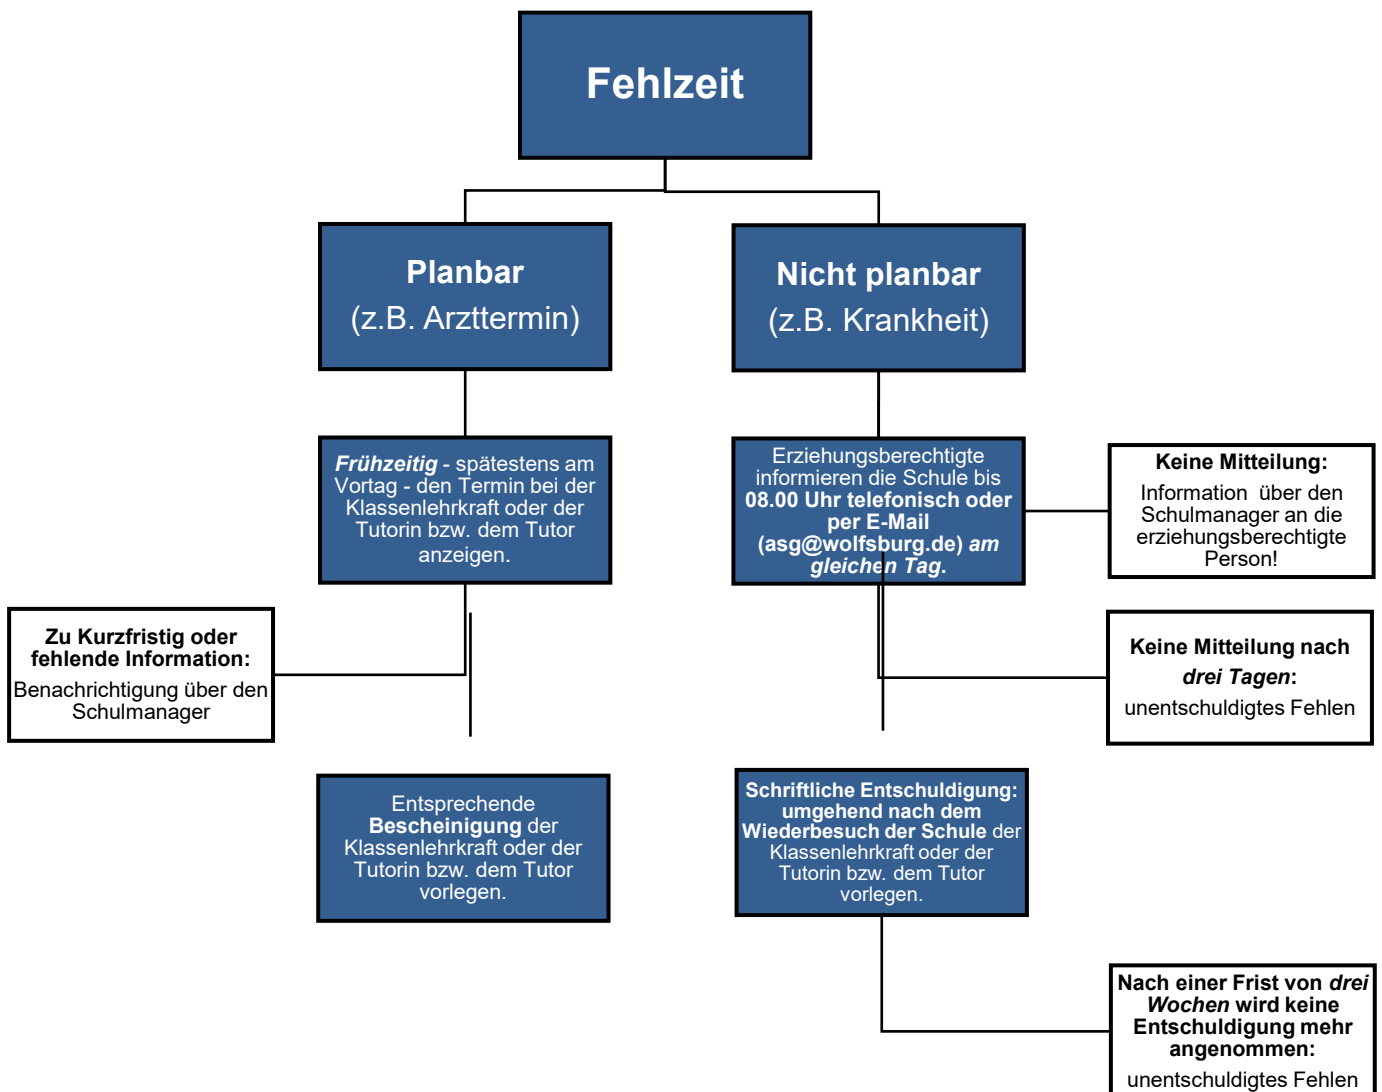 Fehlzeit
Planbar
(z.B. Arzttermin)
Nicht planbar
(z.B. Krankheit)
Frühzeitig - spätestens am
Vortag - den Termin bei der
Klassenlehrkraft oder der
Tutorin bzw. dem Tutor
anzeigen.
Erziehungsberechtigte
informieren die Schule bis
08.00 Uhr telefonisch oder
per E-Mail
(asg@wolfsburg.de) am
gleichen Tag.
Keine Mitteilung:
Information über den
Schulmanager an die
erziehungsberechtigte
Person!
Zu Kurzfristig oder
fehlende Information:
Benachrichtigung über den
Schulmanager
Keine Mitteilung nach
drei Tagen:
unentschuldigtes Fehlen
Entsprechende
Bescheinigung der
Klassenlehrkraft oder der
Tutorin bzw. dem Tutor
vorlegen.
Schriftliche Entschuldigung:
umgehend nach dem
Wiederbesuch der Schule der
Klassenlehrkraft oder der
Tutorin bzw. dem Tutor
vorlegen.
Nach einer Frist von drei
Wochen wird keine
Entschuldigung mehr
angenommen:
unentschuldigtes Fehlen